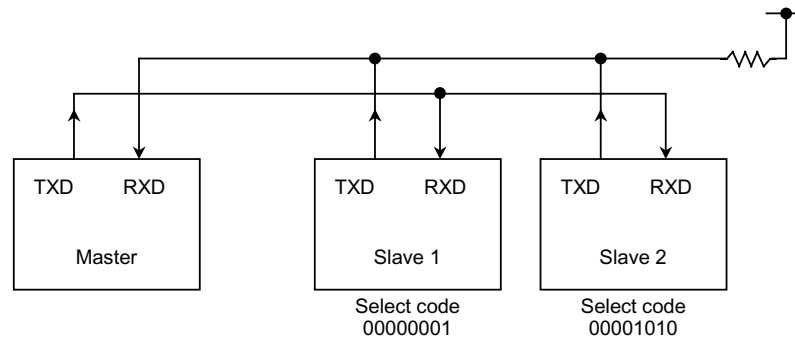 TXD RXD TXD RXD TXD RXD
Master Slave 1 Slave 2
Select code Select code
00000001 00001010